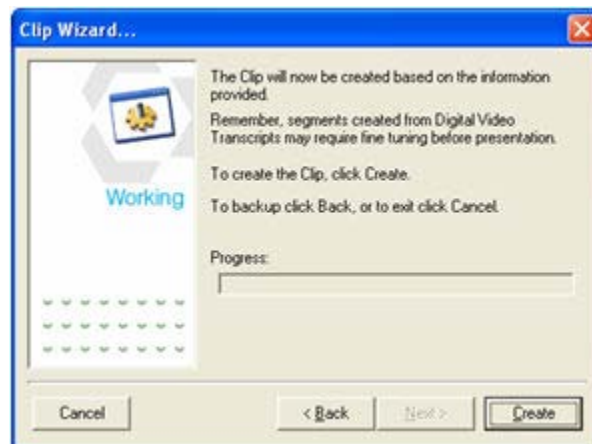 Clip Wizard...
The Clip will now be created based on the information
provided.
Remember, segments created from Digital Video
Transcripts may require fine tuning before presentation.
To create the Clip, click Create.
Working
To backup click Back, or to exit click Cancel.
Progress:
Cancel
< Back
Next >
Create